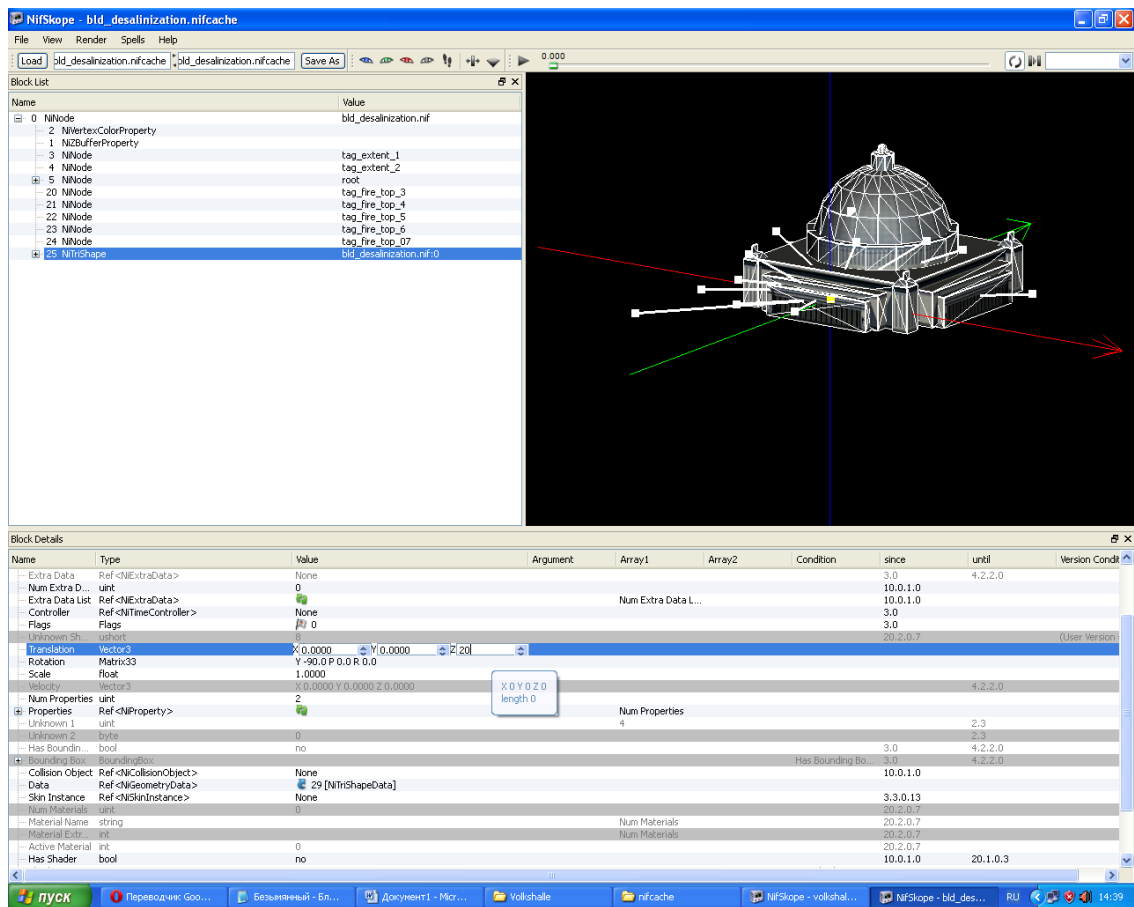 NifSkope - bld_desalinization.nifcache
File View Render Spells Help
Load bld_desalinization.nifcache bld_desalinization.nifcache Save As 0.000
Block List
Name Value
0 NiNode bld_desalinization.nif
2 NiVertexColorProperty
1 NiZBufferProperty
3 NiNode tag_extent_1
4 NiNode tag_extent_2
5 NiNode root
20 NiNode tag_fire_top_3
21 NiNode tag_fire_top_4
22 NiNode tag_fire_top_5
23 NiNode tag_fire_top_6
24 NiNode tag_fire_top_07
25 NiTriShape bld_desalinization.nif:0
Block Details
Name Type Value Argument Array1 Array2 Condition since until Version Condit
Extra Data Ref<NiExtraData> None 3.0 4.2.2.0
Num Extra D... uint 0 10.0.1.0
Extra Data List Ref<NiExtraData> Num Extra Data L... 10.0.1.0
Controller Ref<NiTimeController> None 3.0
Flags Flags 0 3.0
Unknown Sh... ushort 8 20.2.0.7 (User Version
Translation Vector3 X 0.0000 Y 0.0000 Z 20
Rotation Matrix33 Y -90.0 P 0.0 R 0.0
Scale float 1.0000
Velocity Vector3 X 0.0000 Y 0.0000 Z 0.0000 4.2.2.0
X 0 Y 0 Z 0
length 0
Num Properties uint 2
Properties Ref<NiProperty> Num Properties
Unknown 1 uint 4 2.3
Unknown 2 byte 0 2.3
Has Boundin... bool no 3.0 4.2.2.0
Bounding Box BoundingBox Has Bounding Bo... 3.0 4.2.2.0
Collision Object Ref<NiCollisionObject> None 10.0.1.0
Data Ref<NiGeometryData> 29 [NiTriShapeData]
Skin Instance Ref<NiSkinInstance> None 3.3.0.13
Num Materials uint 0 20.2.0.7
Material Name string Num Materials 20.2.0.7
Material Extr... int Num Materials 20.2.0.7
Active Material int 0 20.2.0.7
Has Shader bool no 10.0.1.0 20.1.0.3
пуск Переводчик Goo... Безымянный - Бл... Документ1 - Micr... Volkshalle nifcache NifSkope - volkshal... NifSkope - bld_des... RU 14:39